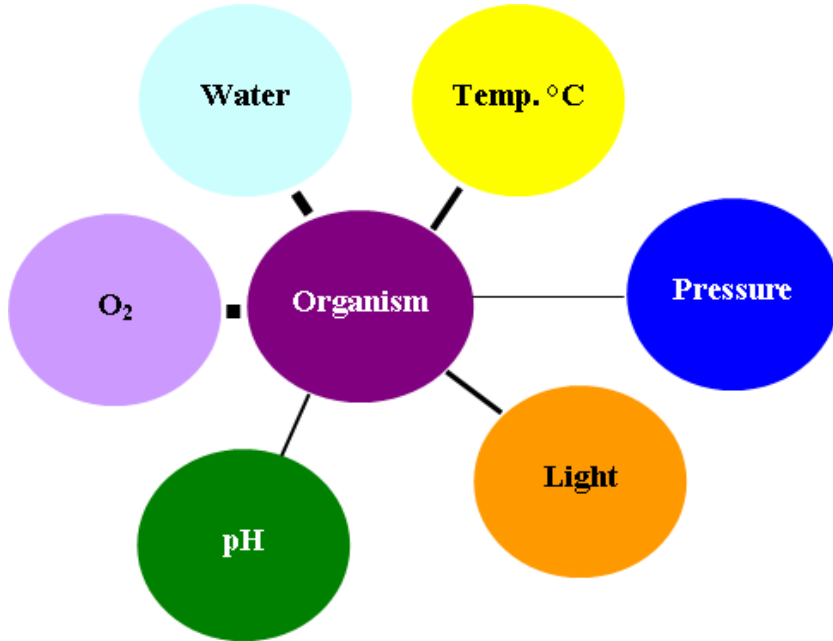 Water
Temp. °C
O₂
Organism
Pressure
Light
pH